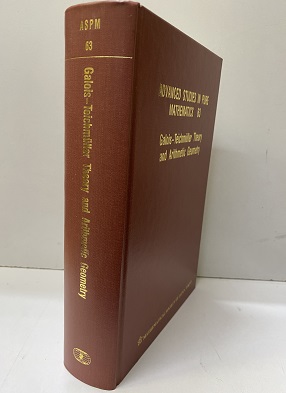 ASPM
63
Galois-Teichmüller Theory and Arithmetic Geometry
ADVANCED STUDIES IN PURE
MATHEMATICS 63
Galois-Teichmüller Theory
and Arithmetic Geometry